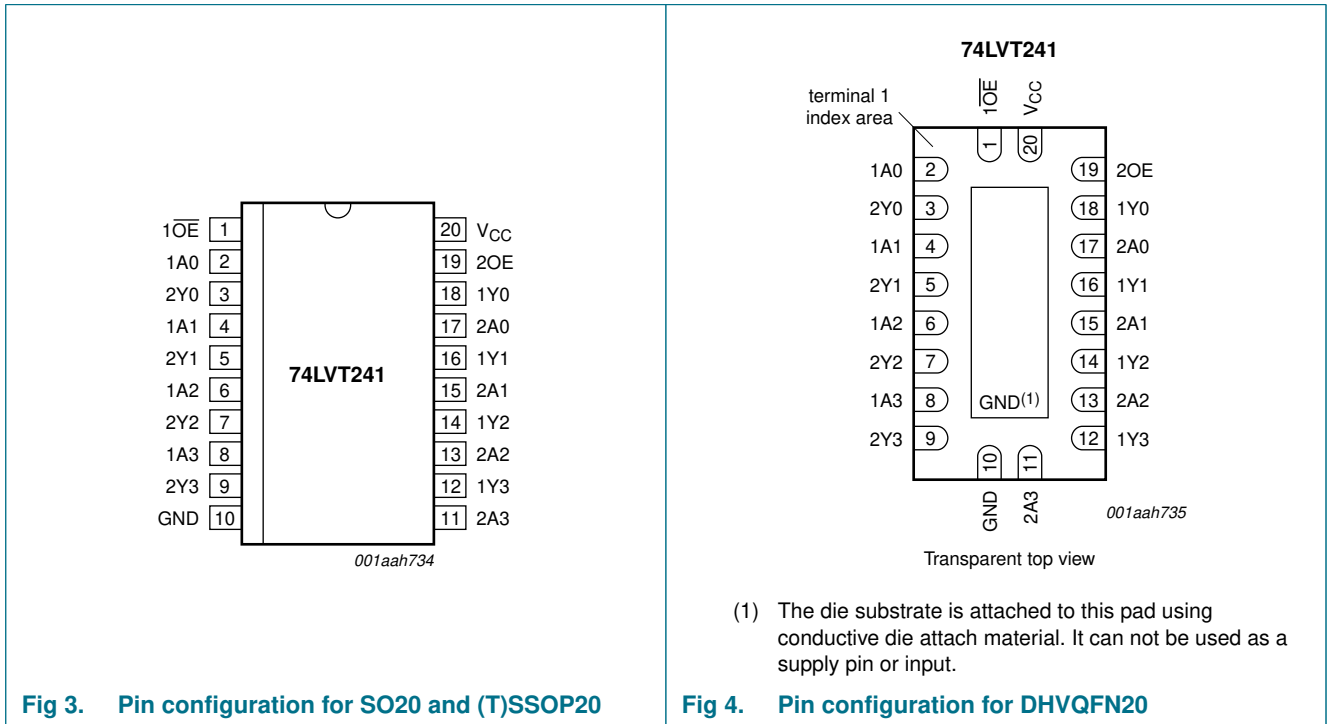 1O̅E̅ 1
1A0 2
2Y0 3
1A1 4
2Y1 5
1A2 6
2Y2 7
1A3 8
2Y3 9
GND 10
74LVT241
20 VCC
19 2OE
18 1Y0
17 2A0
16 1Y1
15 2A1
14 1Y2
13 2A2
12 1Y3
11 2A3
001aah734
Fig 3. Pin configuration for SO20 and (T)SSOP20
74LVT241
terminal 1
index area
1O̅E̅
VCC
1
20
1A0 2
2Y0 3
1A1 4
2Y1 5
1A2 6
2Y2 7
1A3 8
2Y3 9
19 2OE
18 1Y0
17 2A0
16 1Y1
15 2A1
14 1Y2
13 2A2
12 1Y3
GND(1)
10
11
GND
2A3
001aah735
Transparent top view
(1) The die substrate is attached to this pad using
conductive die attach material. It can not be used as a
supply pin or input.
Fig 4. Pin configuration for DHVQFN20